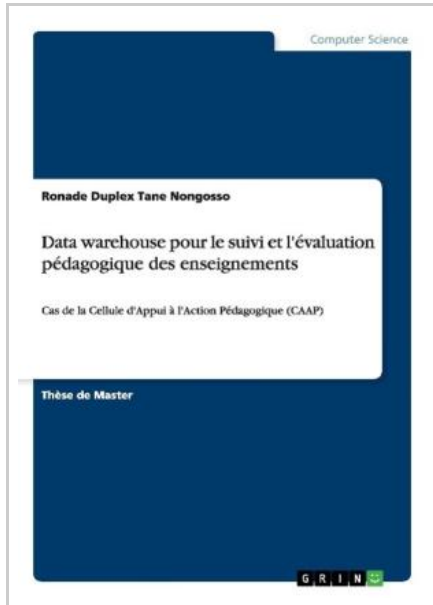 Computer Science
Ronade Duplex Tane Nongosso
Data warehouse pour le suivi et l'évaluation
pédagogique des enseignements
Cas de la Cellule d'Appui à l'Action Pédagogique (CAAP)
Thèse de Master
GRIN